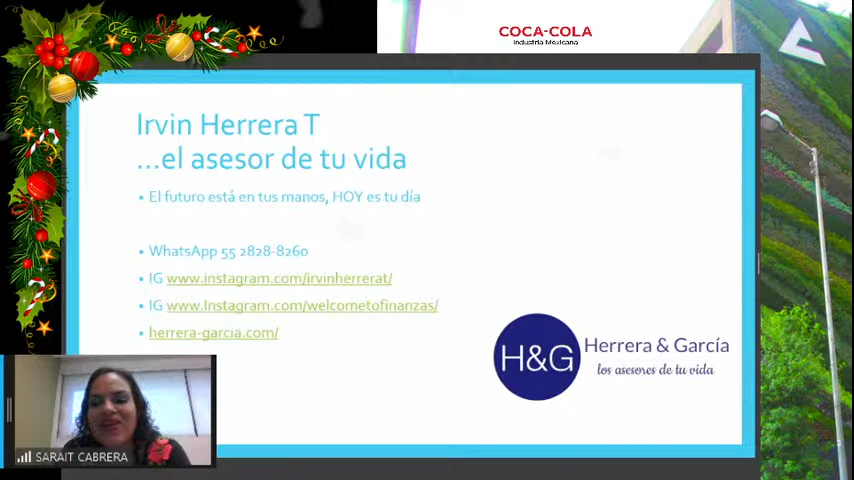 COCA-COLA
Industria Mexicana
Irvin Herrera T
...el asesor de tu vida
• El futuro está en tus manos, HOY es tu día
• WhatsApp 55 2828-8260
• IG www.instagram.com/irvinherrerat/
• IG www.Instagram.com/welcometofinanzas/
• herrera-garcia.com/
H&G
Herrera & García
los asesores de tu vida
SARAIT CABRERA